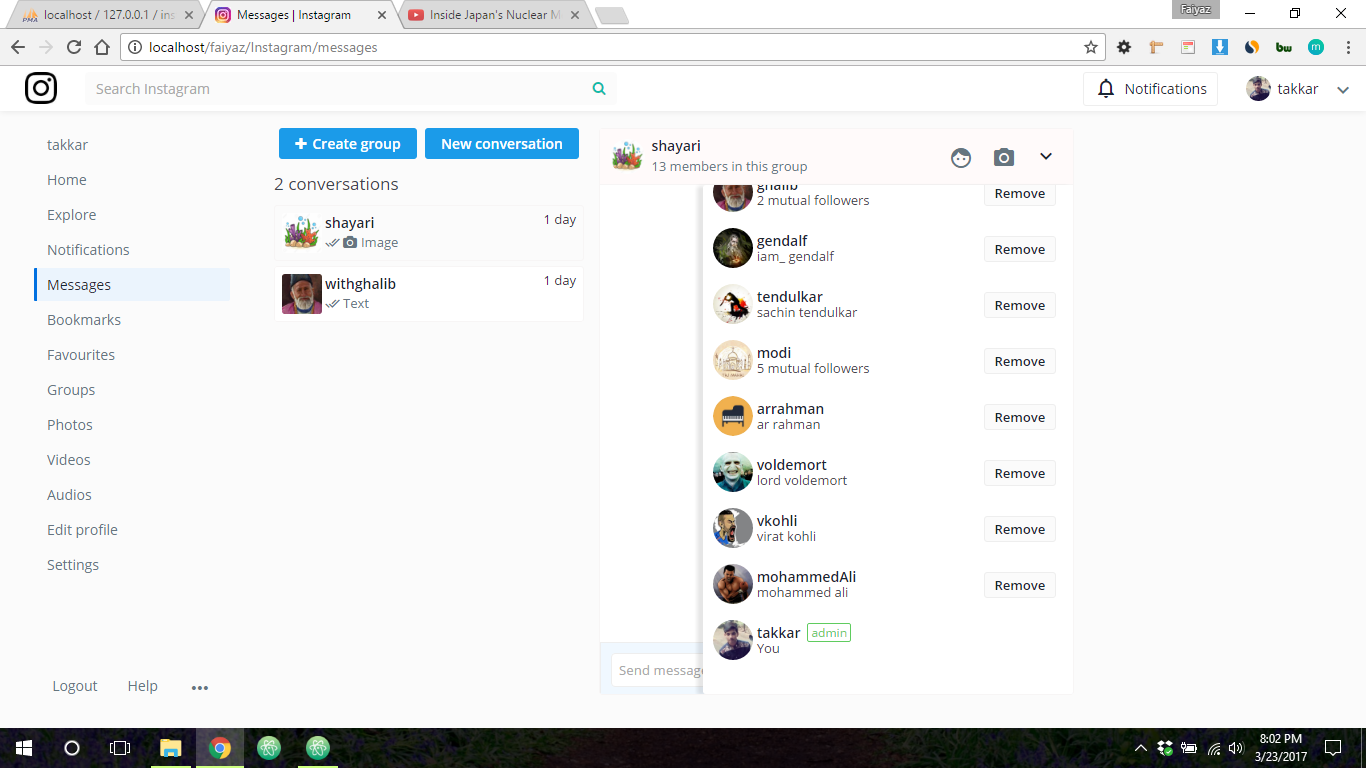 localhost / 127.0.0.1 / ins
Messages | Instagram
Inside Japan's Nuclear M
Faiyaz
localhost/faiyaz/Instagram/messages
Search Instagram
Notifications
takkar
takkar
Home
Explore
Notifications
Messages
Bookmarks
Favourites
Groups
Photos
Videos
Audios
Edit profile
Settings
Logout
Help
Create group
New conversation
2 conversations
shayari
1 day
Image
withghalib
1 day
Text
shayari
13 members in this group
ghalib
2 mutual followers
Remove
gendalf
iam_ gendalf
Remove
tendulkar
sachin tendulkar
Remove
modi
5 mutual followers
Remove
arrahman
ar rahman
Remove
voldemort
lord voldemort
Remove
vkohli
virat kohli
Remove
mohammedAli
mohammed ali
Remove
takkar admin
You
Send message
8:02 PM
3/23/2017